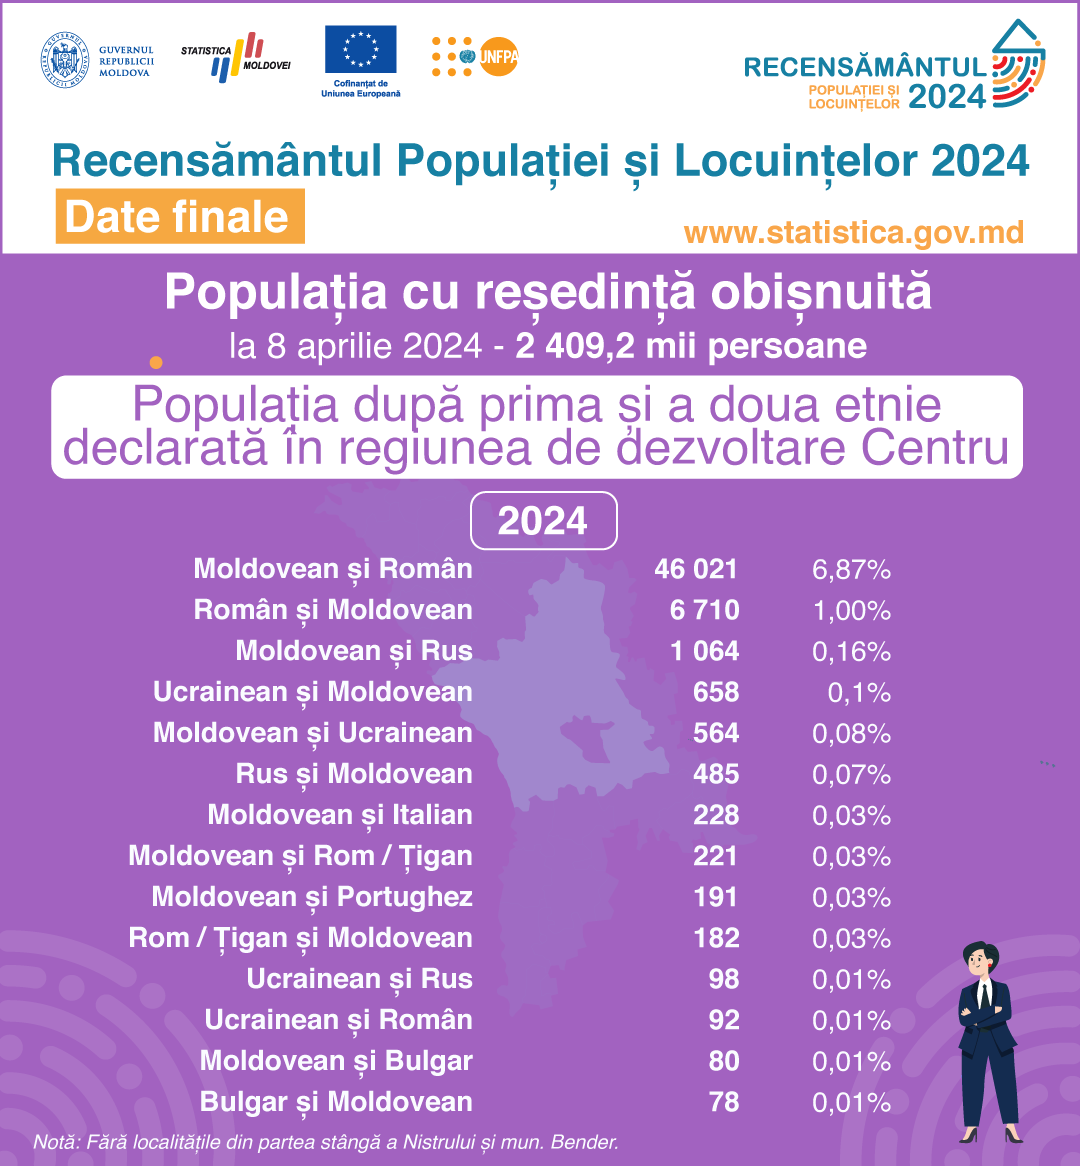 GUVERNUL
REPUBLICII
MOLDOVA
STATISTICA
MOLDOVEI
Cofinanțat de
Uniunea Europeană
UNFPA
RECENSĂMÂNTUL
POPULAȚIEI ȘI
LOCUINȚELOR
2024
Recensământul Populației și Locuințelor 2024
Date finale
www.statistica.gov.md
Populația cu reședință obișnuită
la 8 aprilie 2024 - 2 409,2 mii persoane
Populația după prima și a doua etnie
declarată în regiunea de dezvoltare Centru
2024
Moldovean și Român 46 021 6,87%
Român și Moldovean 6 710 1,00%
Moldovean și Rus 1 064 0,16%
Ucrainean și Moldovean 658 0,1%
Moldovean și Ucrainean 564 0,08%
Rus și Moldovean 485 0,07%
Moldovean și Italian 228 0,03%
Moldovean și Rom / Țigan 221 0,03%
Moldovean și Portughez 191 0,03%
Rom / Țigan și Moldovean 182 0,03%
Ucrainean și Rus 98 0,01%
Ucrainean și Român 92 0,01%
Moldovean și Bulgar 80 0,01%
Bulgar și Moldovean 78 0,01%
Notă: Fără localitățile din partea stângă a Nistrului și mun. Bender.